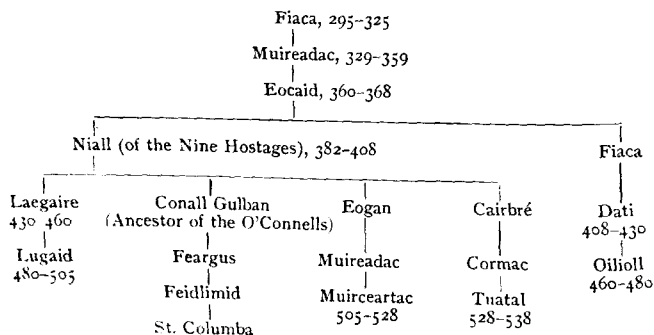 Fiaca, 295–325
Muireadac, 329–359
Eocaid, 360–368
Niall (of the Nine Hostages), 382–408
Fiaca
Laegaire
430 460
Conall Gulban
(Ancestor of the O'Connells)
Eogan
Cairbré
Dati
408–430
Lugaid
480–505
Feargus
Muireadac
Cormac
Oilioll
460–480
Feidlimid
Muirceartac
505–528
Tuatal
528–538
St. Columba